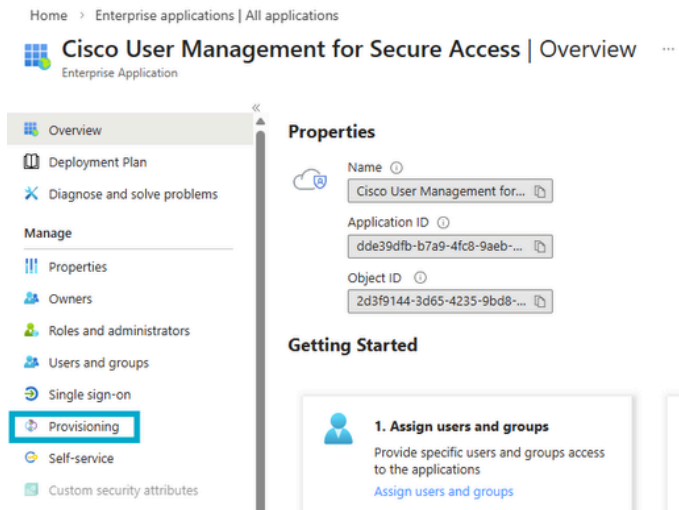 Home > Enterprise applications | All applications
Cisco User Management for Secure Access | Overview ...
Enterprise Application
«
Overview
Deployment Plan
Diagnose and solve problems
Manage
Properties
Owners
Roles and administrators
Users and groups
Single sign-on
Provisioning
Self-service
Custom security attributes
Properties
Name
Cisco User Management for...
Application ID
dde39dfb-b7a9-4fc8-9aeb-...
Object ID
2d3f9144-3d65-4235-9bd8-...
Getting Started
1. Assign users and groups
Provide specific users and groups access
to the applications
Assign users and groups